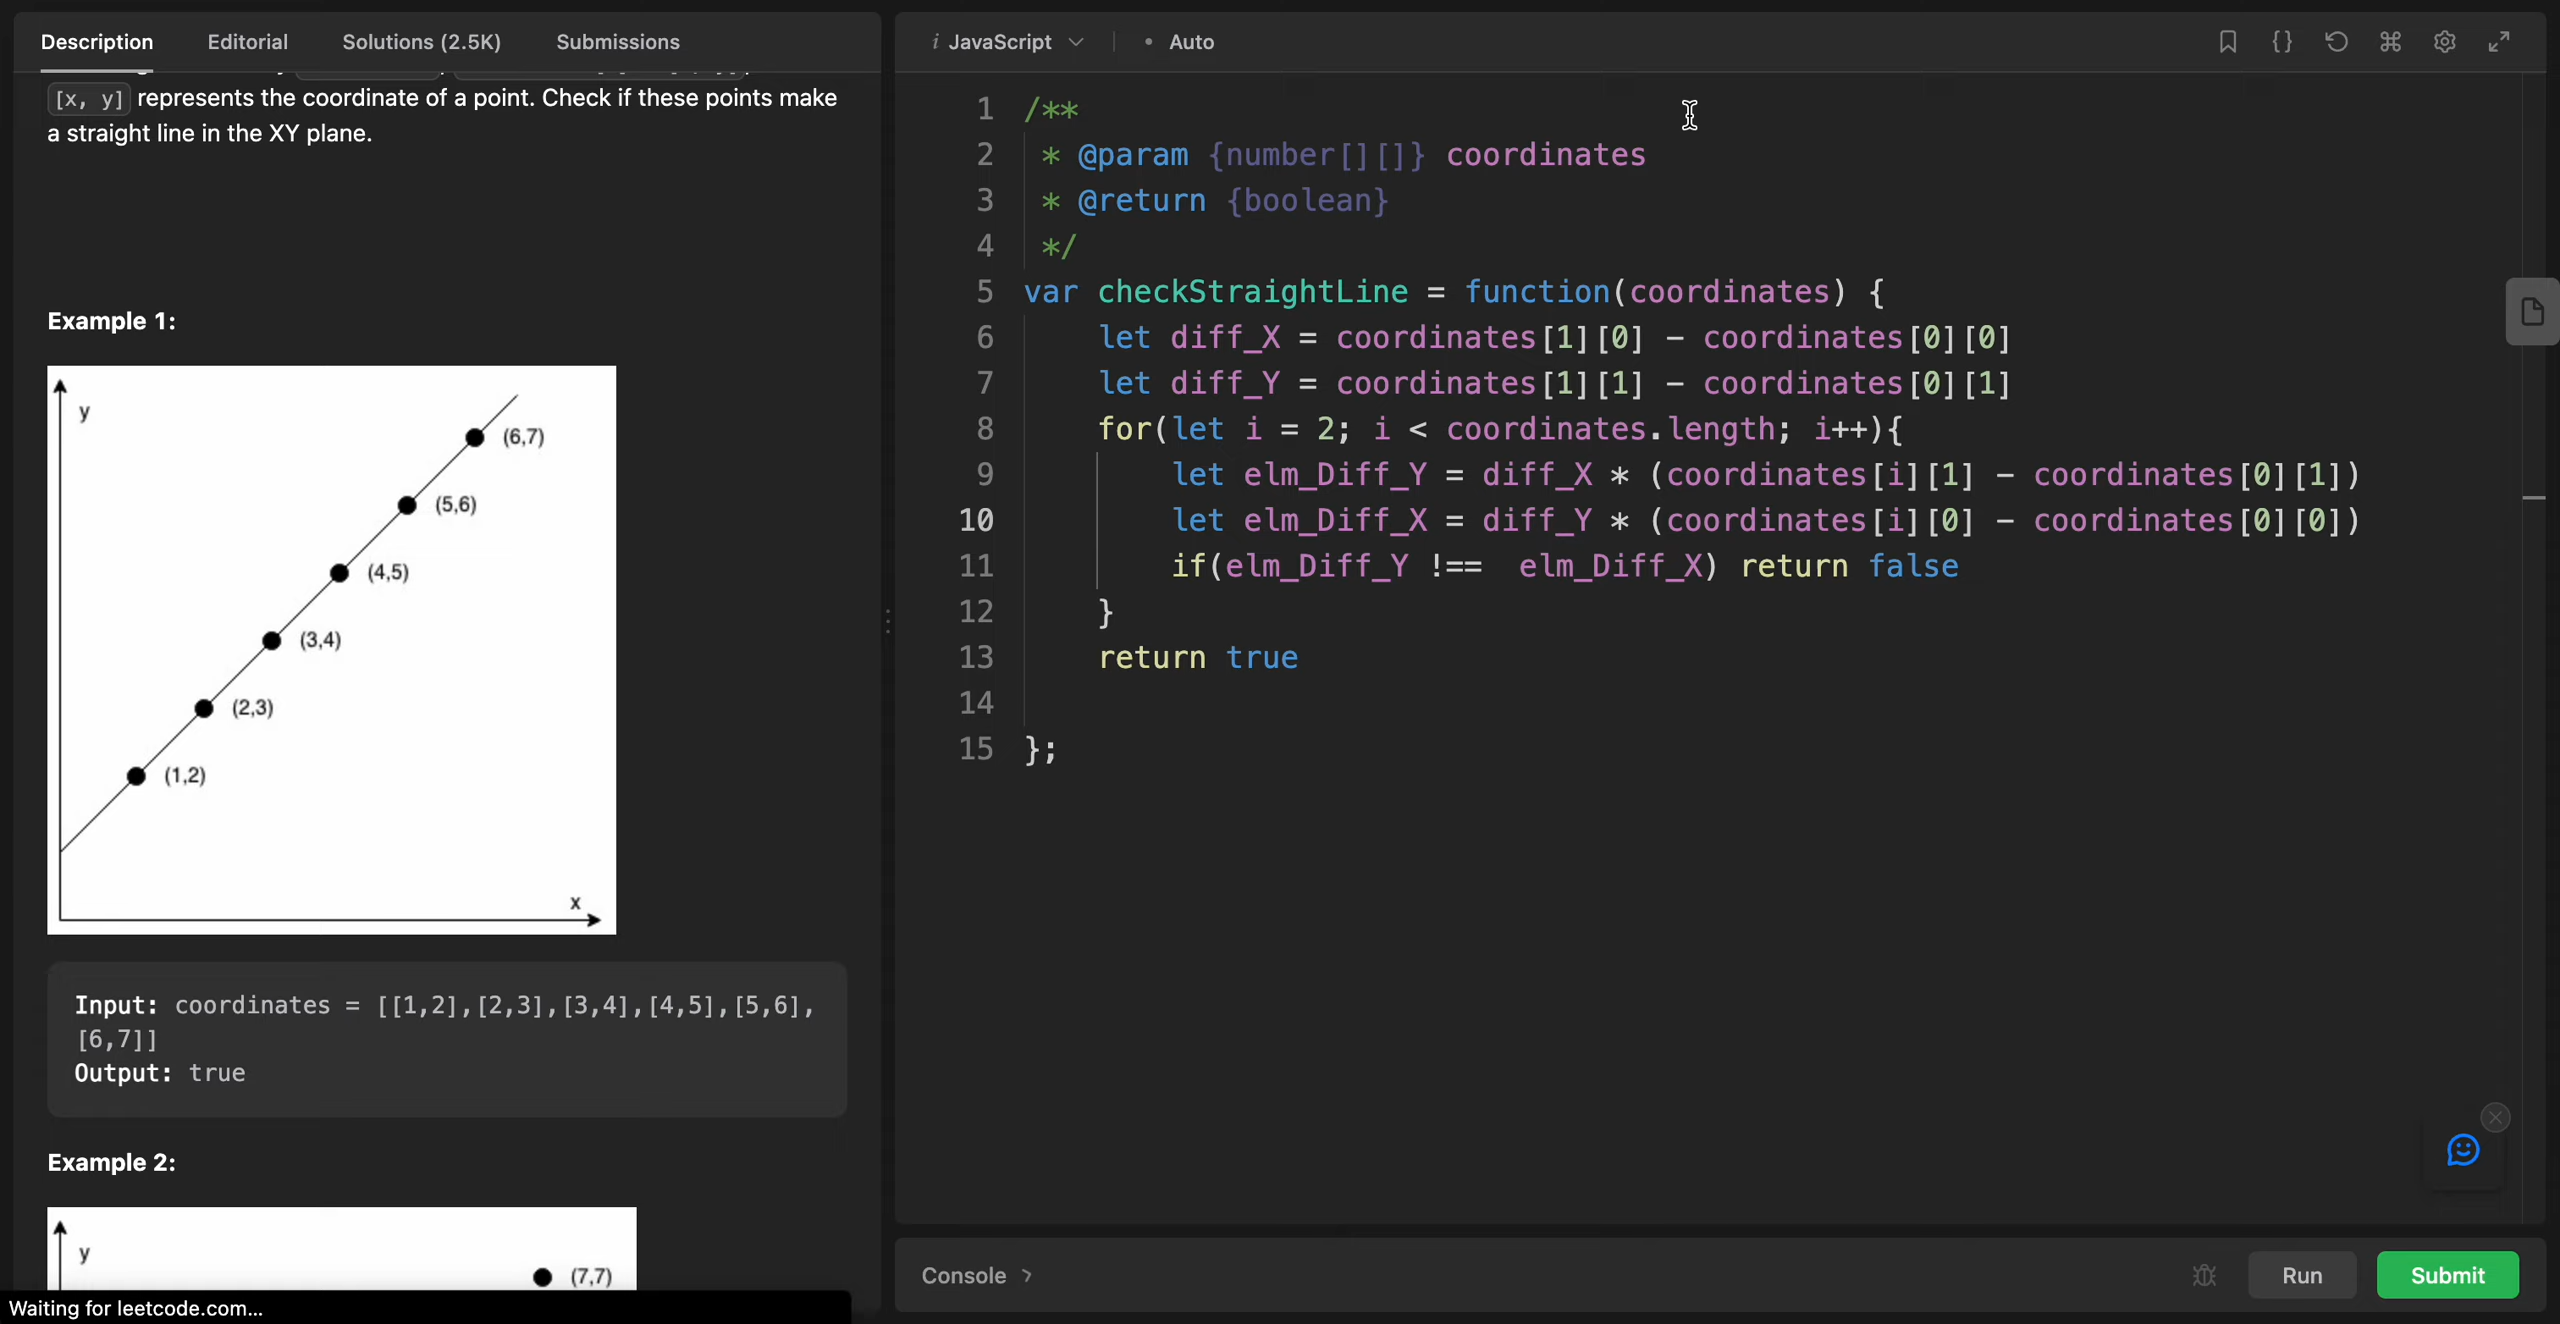 Description Editorial Solutions (2.5K) Submissions
[x, y] represents the coordinate of a point. Check if these points make
a straight line in the XY plane.
Example 1:
y
(6,7)
(5,6)
(4,5)
(3,4)
(2,3)
(1,2)
x
Input: coordinates = [[1,2],[2,3],[3,4],[4,5],[5,6],
[6,7]]
Output: true
Example 2:
y
(7,7)
Waiting for leetcode.com...
i JavaScript • Auto
1 /**
2 * @param {number[][]} coordinates
3 * @return {boolean}
4 */
5 var checkStraightLine = function(coordinates) {
6 let diff_X = coordinates[1][0] - coordinates[0][0]
7 let diff_Y = coordinates[1][1] - coordinates[0][1]
8 for(let i = 2; i < coordinates.length; i++){
9 let elm_Diff_Y = diff_X * (coordinates[i][1] - coordinates[0][1])
10 let elm_Diff_X = diff_Y * (coordinates[i][0] - coordinates[0][0])
11 if(elm_Diff_Y !==  elm_Diff_X) return false
12 }
13 return true
14
15 };
Console > Run Submit